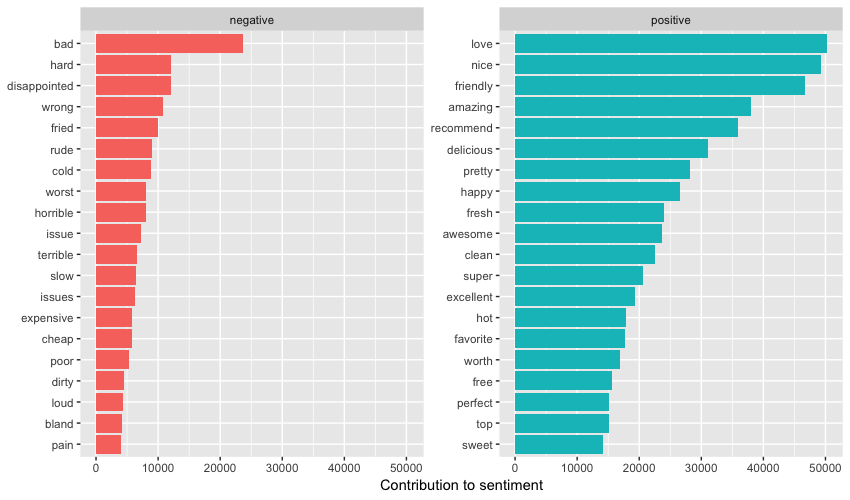 negative
bad
hard
disappointed
wrong
fried
rude
cold
worst
horrible
issue
terrible
slow
issues
expensive
cheap
poor
dirty
loud
bland
pain
0 10000 20000 30000 40000 50000
positive
love
nice
friendly
amazing
recommend
delicious
pretty
happy
fresh
awesome
clean
super
excellent
hot
favorite
worth
free
perfect
top
sweet
0 10000 20000 30000 40000 50000
Contribution to sentiment